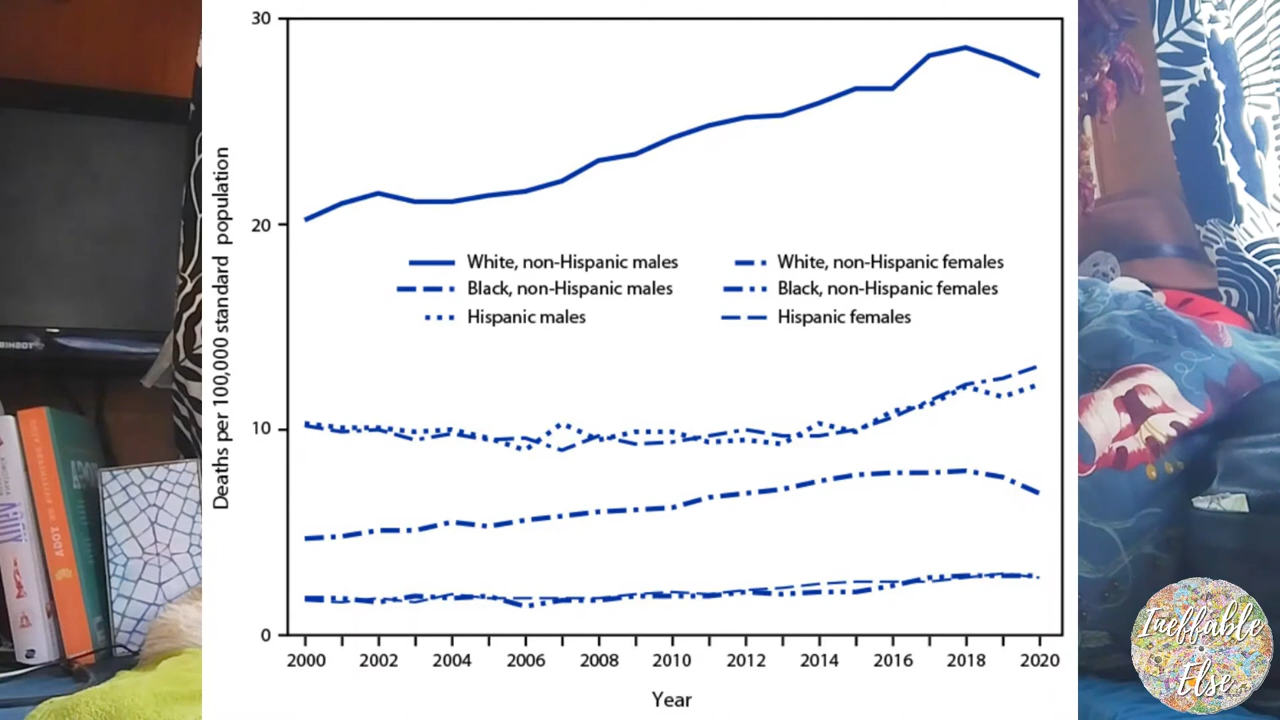 30
20
10
0
Deaths per 100,000 standard population
White, non-Hispanic males
White, non-Hispanic females
Black, non-Hispanic males
Black, non-Hispanic females
Hispanic males
Hispanic females
2000 2002 2004 2006 2008 2010 2012 2014 2016 2018 2020
Year
Ineffable
Else